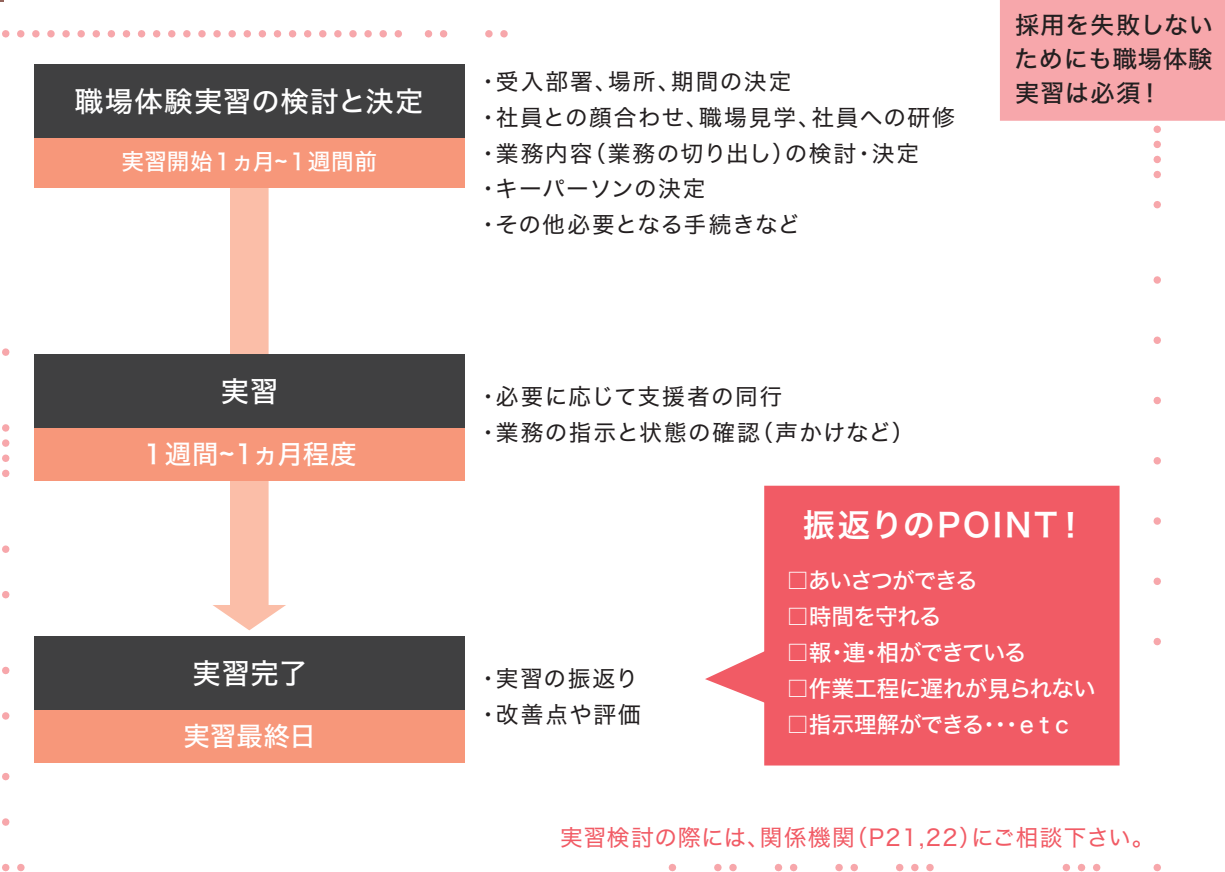 採用を失敗しない
ためにも職場体験
実習は必須!
職場体験実習の検討と決定
実習開始1ヵ月~1週間前
・受入部署、場所、期間の決定
・社員との顔合わせ、職場見学、社員への研修
・業務内容(業務の切り出し)の検討・決定
・キーパーソンの決定
・その他必要となる手続きなど
実習
1週間~1ヵ月程度
・必要に応じて支援者の同行
・業務の指示と状態の確認(声かけなど)
実習完了
実習最終日
・実習の振返り
・改善点や評価
振返りのPOINT!
□あいさつができる
□時間を守れる
□報・連・相ができている
□作業工程に遅れが見られない
□指示理解ができる・・・etc
実習検討の際には、関係機関(P21,22)にご相談下さい。